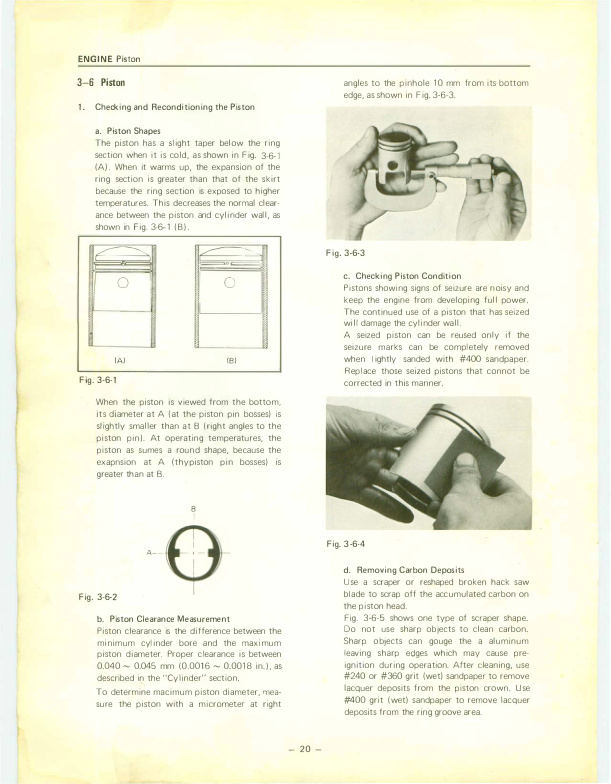 ENGINE Piston
3–6 Piston
1. Checking and Reconditioning the Piston
a. Piston Shapes
The piston has a slight taper below the ring
section when it is cold, as shown in Fig. 3-6-1
(A). When it warms up, the expansion of the
ring section is greater than that of the skirt
because the ring section is exposed to higher
temperatures. This decreases the normal clear-
ance between the piston and cylinder wall, as
shown in Fig. 3-6-1 (B).
(A)
(B)
Fig. 3-6-1
When the piston is viewed from the bottom,
its diameter at A (at the piston pin bosses) is
slightly smaller than at B (right angles to the
piston pin). At operating temperatures, the
piston as sumes a round shape, because the
exapnsion at A (thypiston pin bosses) is
greater than at B.
B
A
Fig. 3-6-2
b. Piston Clearance Measurement
Piston clearance is the difference between the
minimum cylinder bore and the maximum
piston diameter. Proper clearance is between
0.040 ~ 0.045 mm (0.0016 ~ 0.0018 in.), as
described in the "Cylinder" section.
To determine macimum piston diameter, mea-
sure the piston with a micrometer at right
angles to the pinhole 10 mm from its bottom
edge, as shown in Fig. 3-6-3.
Fig. 3-6-3
c. Checking Piston Condition
Pistons showing signs of seizure are noisy and
keep the engine from developing full power.
The continued use of a piston that has seized
will damage the cylinder wall.
A seized piston can be reused only if the
seizure marks can be completely removed
when lightly sanded with #400 sandpaper.
Replace those seized pistons that connot be
corrected in this manner.
Fig. 3-6-4
d. Removing Carbon Deposits
Use a scraper or reshaped broken hack saw
blade to scrap off the accumulated carbon on
the piston head.
Fig. 3-6-5 shows one type of scraper shape.
Do not use sharp objects to clean carbon.
Sharp objects can gouge the a aluminum
leaving sharp edges which may cause pre-
ignition during operation. After cleaning, use
#240 or #360 grit (wet) sandpaper to remove
lacquer deposits from the piston crown. Use
#400 grit (wet) sandpaper to remove lacquer
deposits from the ring groove area.
– 20 –